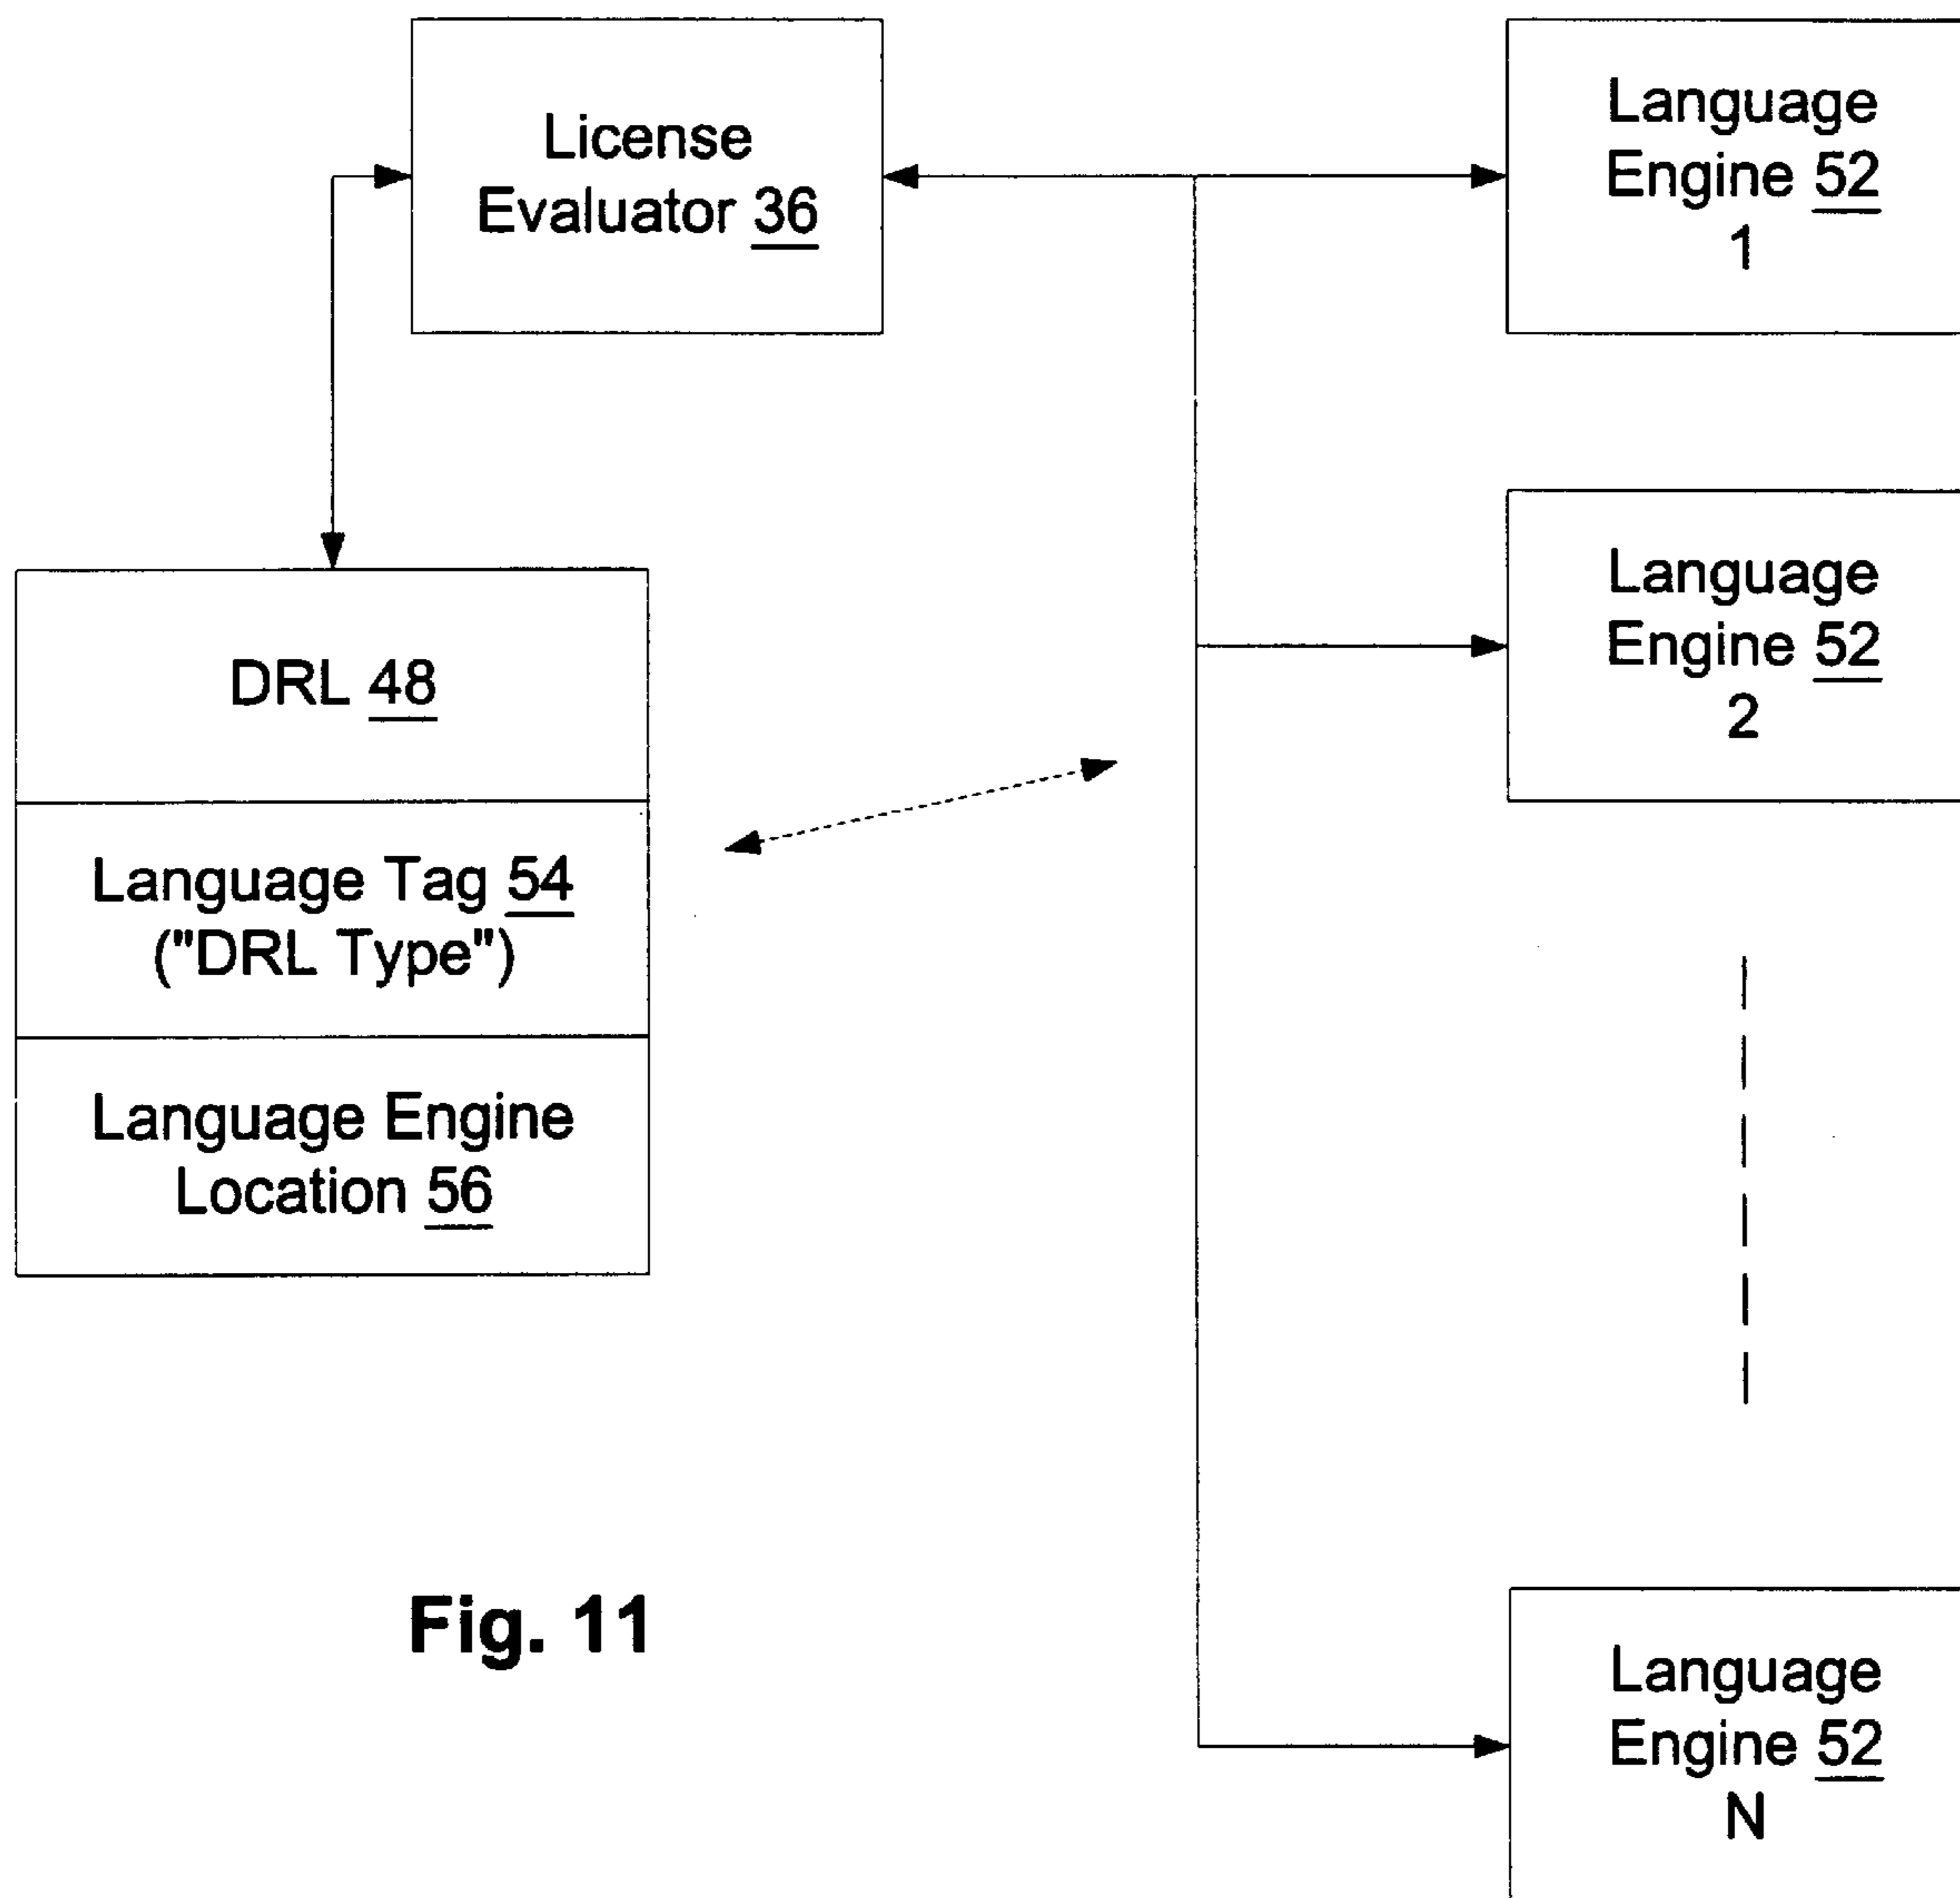 License
Evaluator 36
Language
Engine 52
1
Language
Engine 52
2
DRL 48
Language Tag 54
("DRL Type")
Language Engine
Location 56
Fig. 11
Language
Engine 52
N